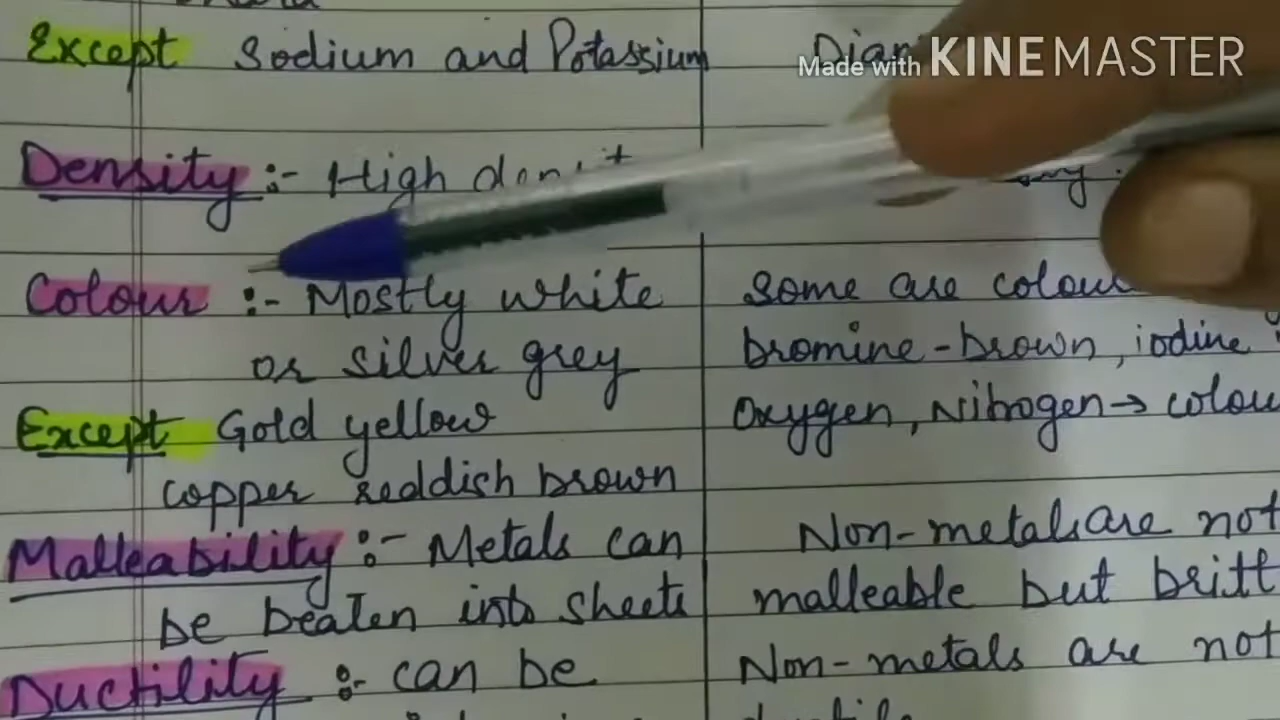 Except Sodium and Potassium
Made with KINEMASTER
Density :- High
Colour :- Mostly white
or silver grey
Except Gold yellow
copper reddish brown
Malleability :- Metals can
be beaten into sheets
Ductility :- can be
some are
bromine - brown, iodine
Oxygen, Nitrogen →
Non-metals are not
malleable but
Non-metals are not